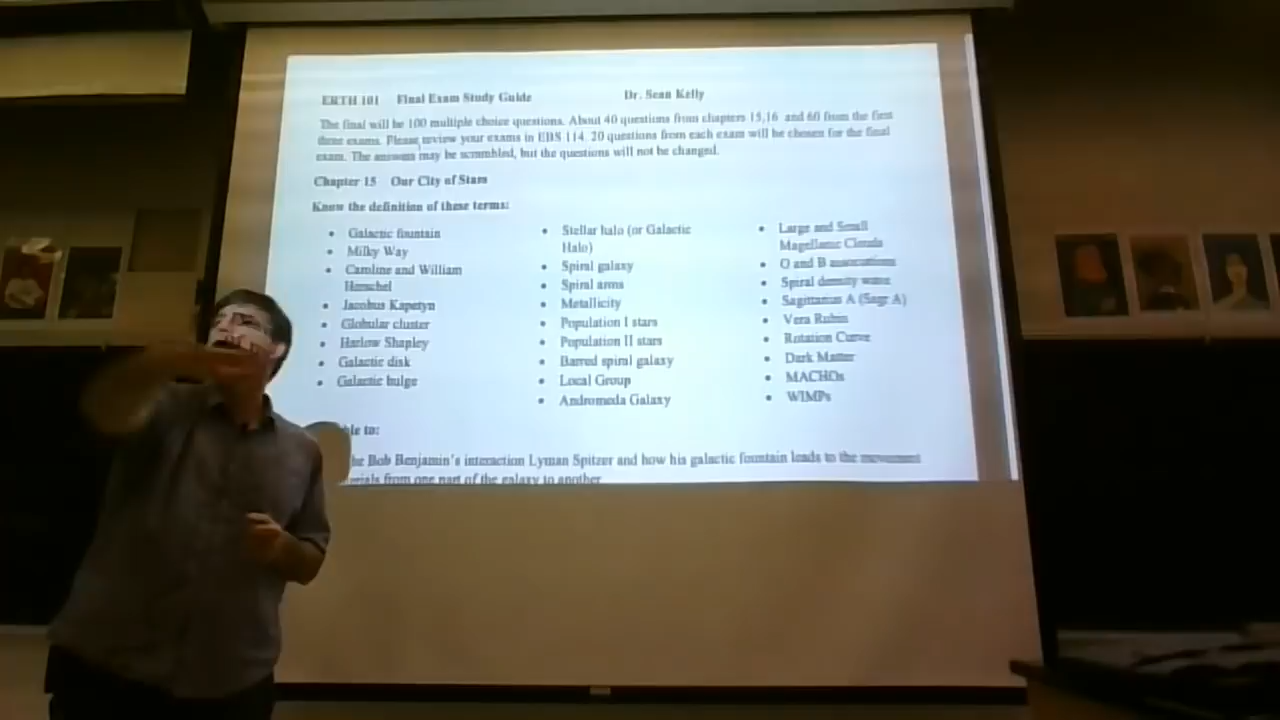 ERTH 101 Final Exam Study Guide Dr. Sean Kelly
The final will be 100 multiple choice questions. About 40 questions from chapters 15,16 and 60 from the first
three exams. Please review your exams in EBS 114. 20 questions from each exam will be chosen for the final
exam. The answers may be scrambled, but the questions will not be changed.
Chapter 15 Our City of Stars
Know the definition of these terms:
• Galactic fountain
• Milky Way
• Caroline and William
Herschel
• Jacobus Kapetyn
• Globular cluster
• Harlow Shapley
• Galactic disk
• Galactic bulge
• Stellar halo (or Galactic
Halo)
• Spiral galaxy
• Spiral arms
• Metallicity
• Population I stars
• Population II stars
• Barred spiral galaxy
• Local Group
• Andromeda Galaxy
• Large and Small
Magellanic Clouds
• O and B associations
• Spiral density wave
• Sagittarius A (Sagr A)
• Vera Rubin
• Rotation Curve
• Dark Matter
• MACHOs
• WIMPs
ble to:
Bob Benjamin's interaction Lyman Spitzer and how his galactic fountain leads to the movement
erials from one part of the galaxy to another